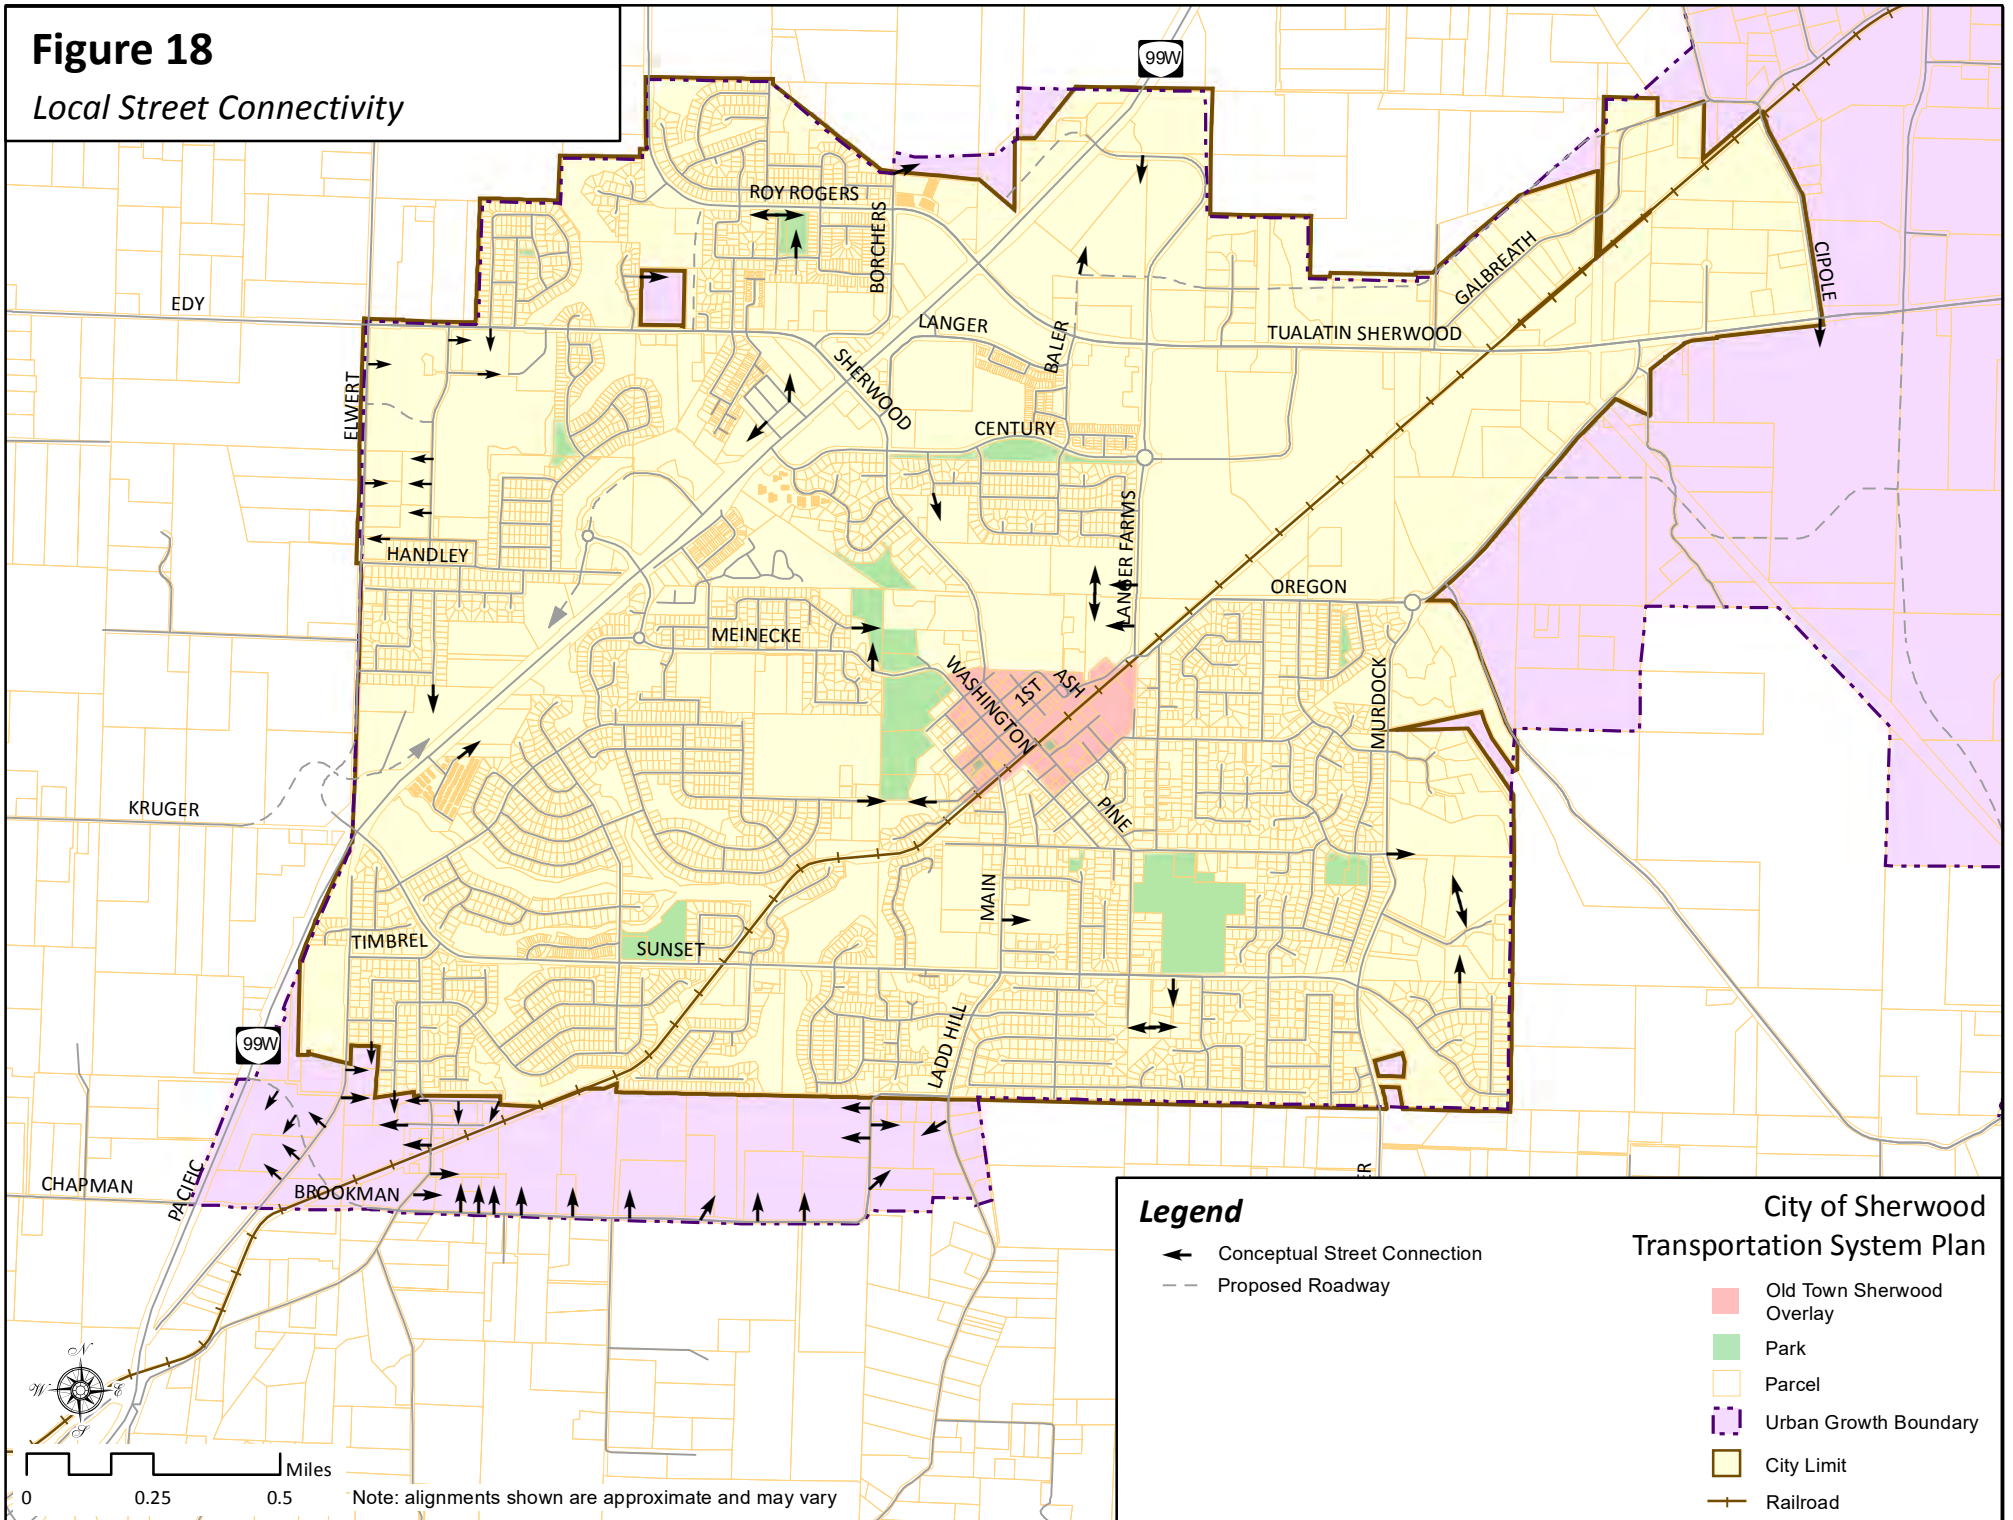 Figure 18
Local Street Connectivity
99W
ROY ROGERS
BORCHERS
EDY
LANGER
BALER
SHERWOOD
TUALATIN SHERWOOD
GALBREATH
CIPOLE
ELWERT
CENTURY
LANGER FARMS
HANDLEY
OREGON
MEINECKE
WASHINGTON
1ST
ASH
MURDOCK
KRUGER
PINE
MAIN
TIMBREL
SUNSET
LADD HILL
99W
CHAPMAN
PACIFIC
BROOKMAN
ER
Legend
Conceptual Street Connection
Proposed Roadway
City of Sherwood
Transportation System Plan
Old Town Sherwood
Overlay
Park
Parcel
Urban Growth Boundary
City Limit
Railroad
N
W
E
S
Miles
0 0.25 0.5
Note: alignments shown are approximate and may vary